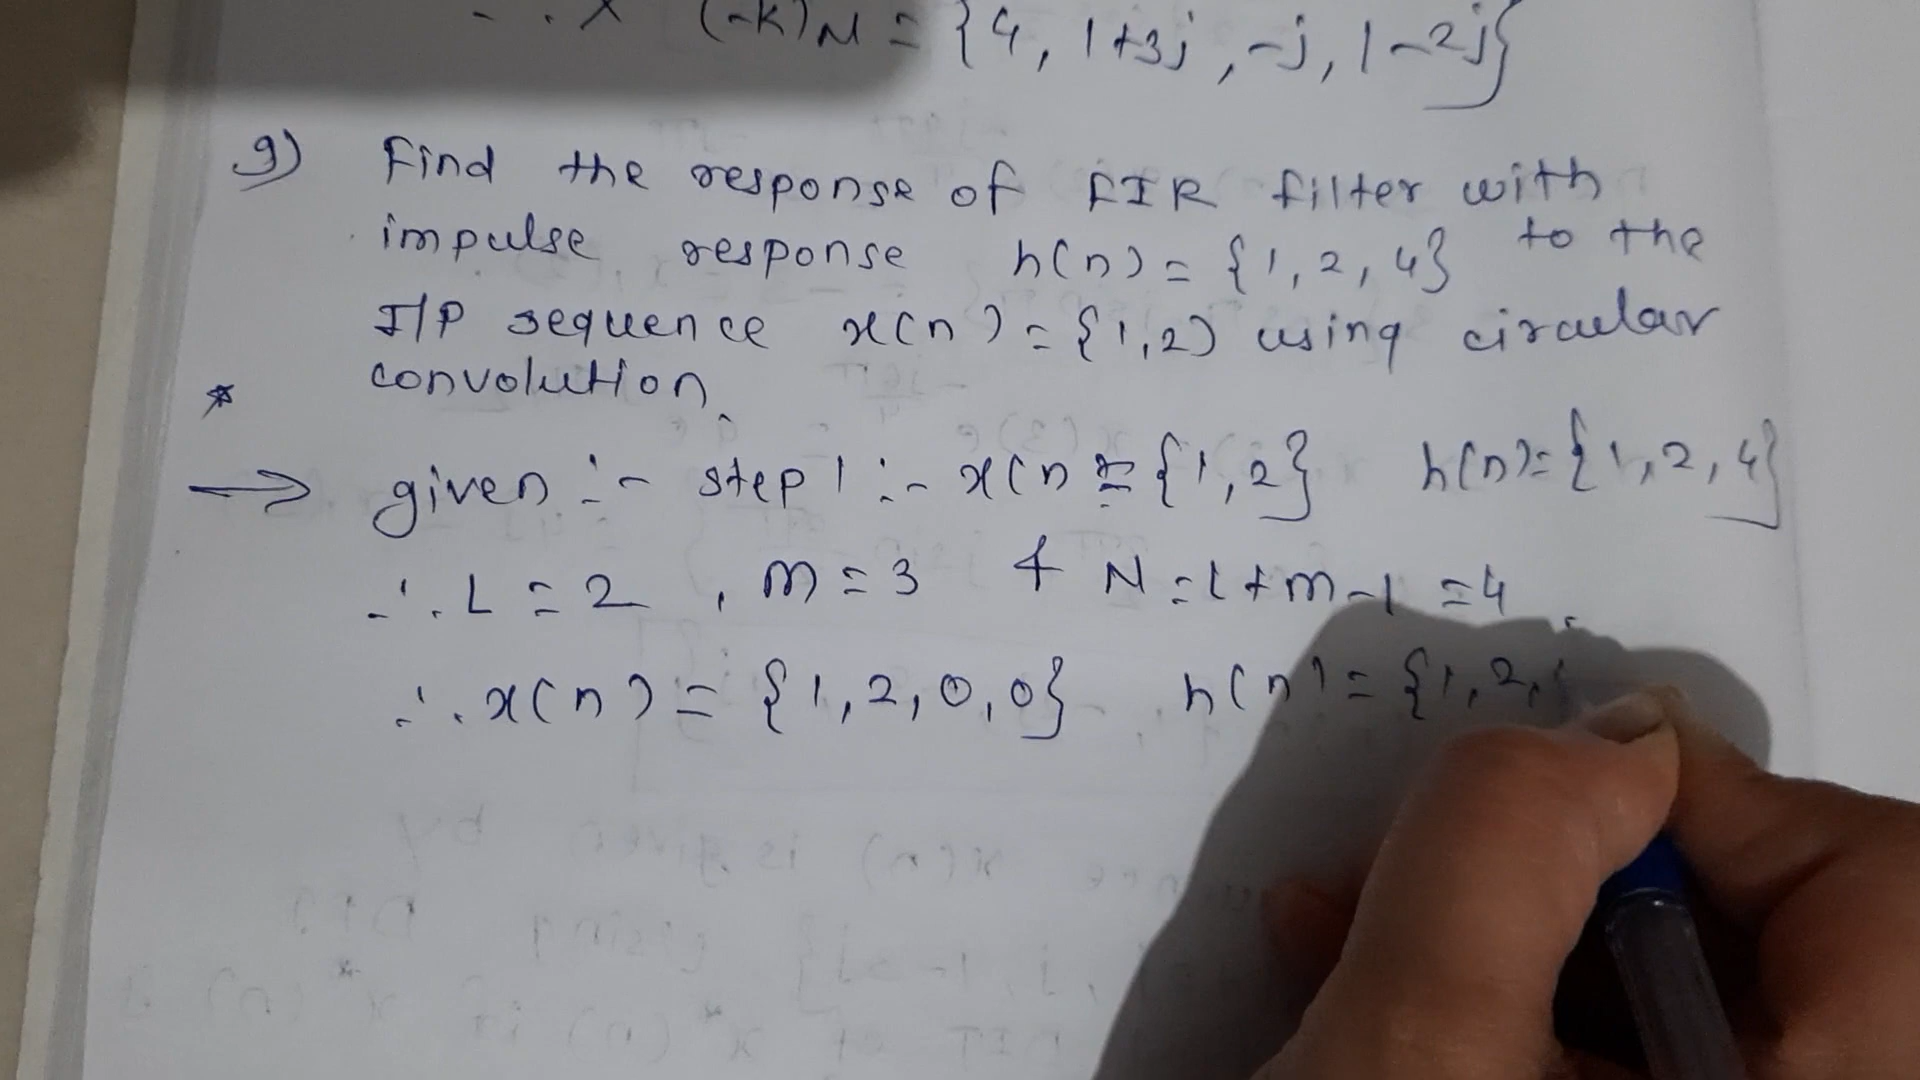 ∴ X (-k)N = {4, 1+3j, -j, 1-2j}
9) Find the response of FIR filter with
impulse response h(n) = {1, 2, 4} to the
I/P sequence x(n) = {1,2) using circular
convolution.
*
→ given :- step 1 :- x(n = {1,2} h(n) = {1,2,4}
∴ L = 2, m = 3 & N = L+m-1 = 4.
∴ x(n) = {1,2,0,0} h(n) = {1,2,